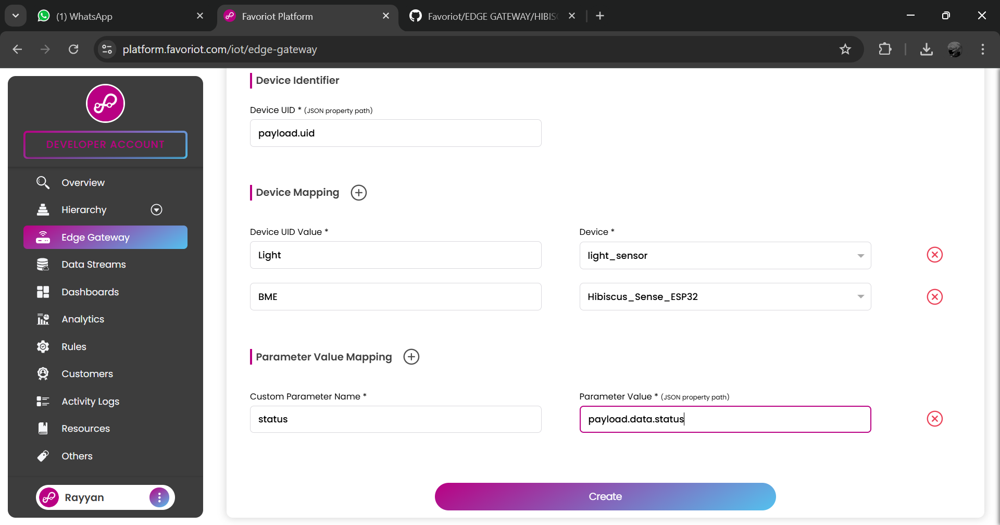 (1) WhatsApp
Favoriot Platform
Favoriot/EDGE GATEWAY/HIBISC
platform.favoriot.com/iot/edge-gateway
DEVELOPER ACCOUNT
Overview
Hierarchy
Edge Gateway
Data Streams
Dashboards
Analytics
Rules
Customers
Activity Logs
Resources
Others
Rayyan
Device Identifier
Device UID * (JSON property path)
payload.uid
Device Mapping
Device UID Value *
Device *
Light
light_sensor
BME
Hibiscus_Sense_ESP32
Parameter Value Mapping
Custom Parameter Name *
Parameter Value * (JSON property path)
status
payload.data.status
Create